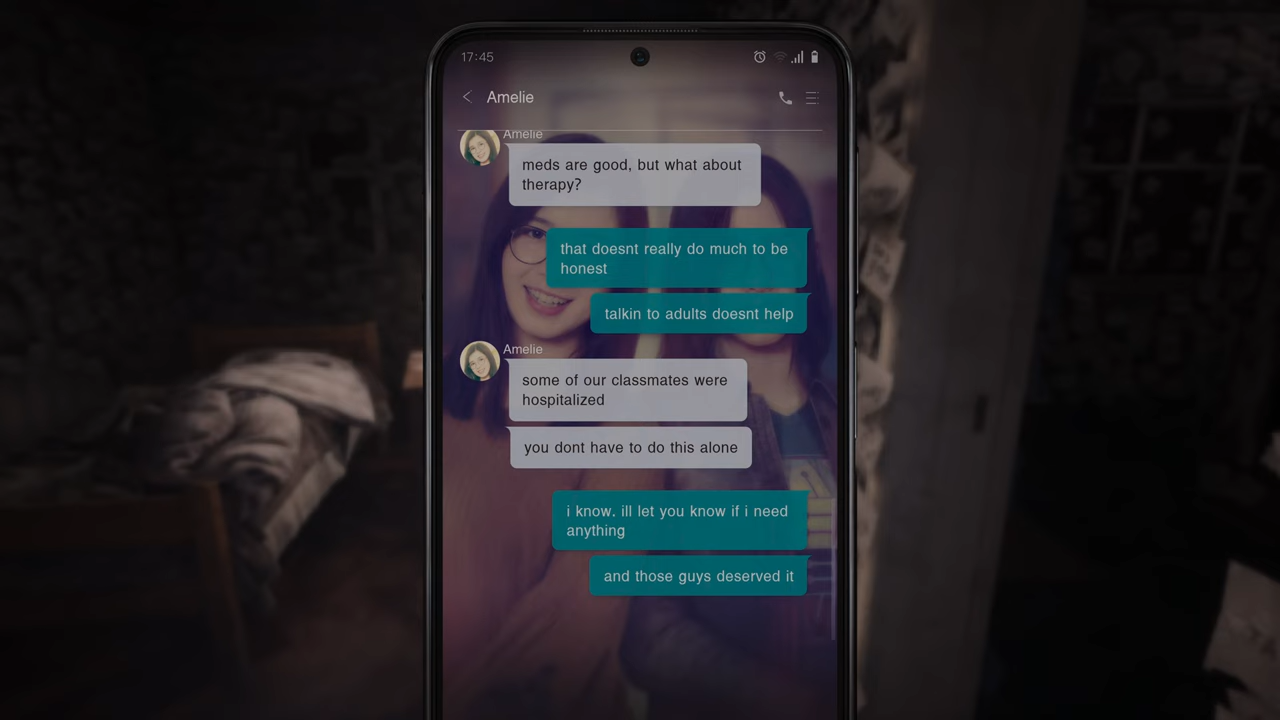 17:45
Amelie
Amelie
meds are good, but what about
therapy?
that doesnt really do much to be
honest
talkin to adults doesnt help
Amelie
some of our classmates were
hospitalized
you dont have to do this alone
i know. ill let you know if i need
anything
and those guys deserved it